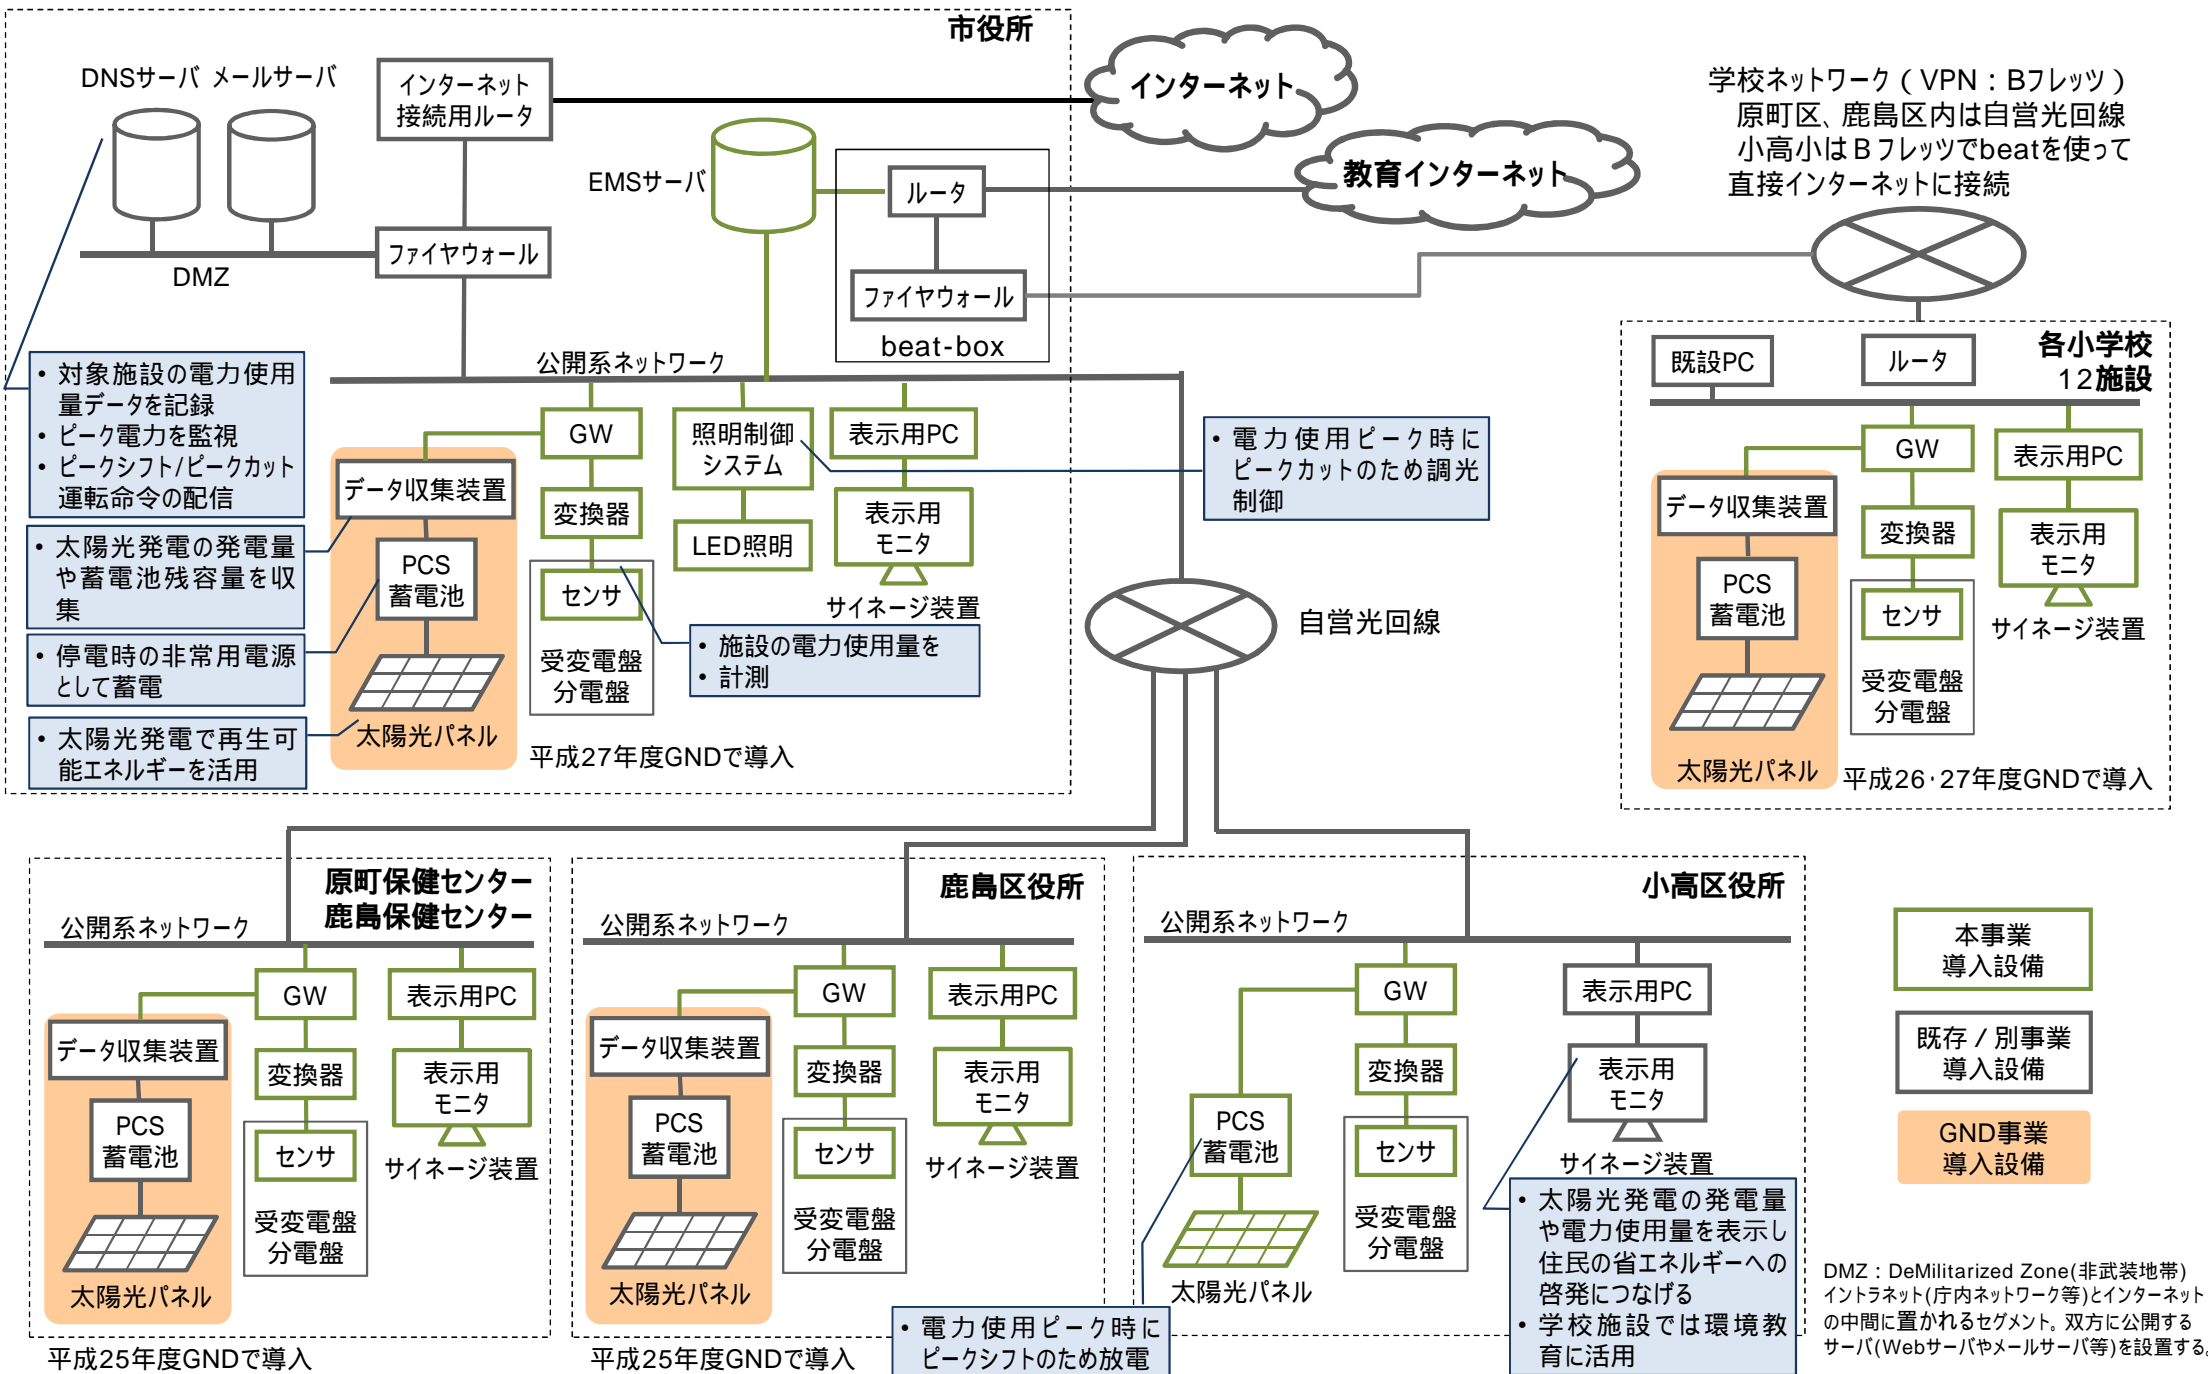 市役所
DNSサーバ メールサーバ
インターネット
接続用ルータ
インターネット
教育インターネット
学校ネットワーク（VPN：Bフレッツ）
原町区、鹿島区内は自営光回線
小高小はＢフレッツでbeatを使って
直接インターネットに接続
EMSサーバ
ルータ
ファイヤウォール
DMZ
ファイヤウォール
beat-box
公開系ネットワーク
• 対象施設の電力使用
量データを記録
• ピーク電力を監視
• ピークシフト/ピークカット
運転命令の配信
• 太陽光発電の発電量
や蓄電池残容量を収
集
• 停電時の非常用電源
として蓄電
• 太陽光発電で再生可
能エネルギーを活用
GW
照明制御
システム
表示用PC
データ収集装置
変換器
LED照明
表示用
モニタ
PCS
蓄電池
センサ
サイネージ装置
受変電盤
分電盤
• 施設の電力使用量を
• 計測
太陽光パネル
平成27年度GNDで導入
• 電力使用ピーク時に
ピークカットのため調光
制御
自営光回線
各小学校
12施設
既設PC
ルータ
GW
表示用PC
データ収集装置
変換器
表示用
モニタ
PCS
蓄電池
センサ
サイネージ装置
受変電盤
分電盤
太陽光パネル
平成26･27年度GNDで導入
原町保健センター
鹿島保健センター
公開系ネットワーク
GW
表示用PC
データ収集装置
変換器
表示用
モニタ
PCS
蓄電池
センサ
サイネージ装置
受変電盤
分電盤
太陽光パネル
平成25年度GNDで導入
鹿島区役所
公開系ネットワーク
GW
表示用PC
データ収集装置
変換器
表示用
モニタ
PCS
蓄電池
センサ
サイネージ装置
受変電盤
分電盤
太陽光パネル
平成25年度GNDで導入
小高区役所
公開系ネットワーク
GW
表示用PC
変換器
表示用
モニタ
PCS
蓄電池
センサ
サイネージ装置
受変電盤
分電盤
太陽光パネル
• 電力使用ピーク時に
ピークシフトのため放電
• 太陽光発電の発電量
や電力使用量を表示し
住民の省エネルギーへの
啓発につなげる
• 学校施設では環境教
育に活用
本事業
導入設備
既存／別事業
導入設備
GND事業
導入設備
DMZ：DeMilitarized Zone(非武装地帯)
イントラネット(庁内ネットワーク等)とインターネット
の中間に置かれるセグメント。双方に公開する
サーバ(Webサーバやメールサーバ等)を設置する。